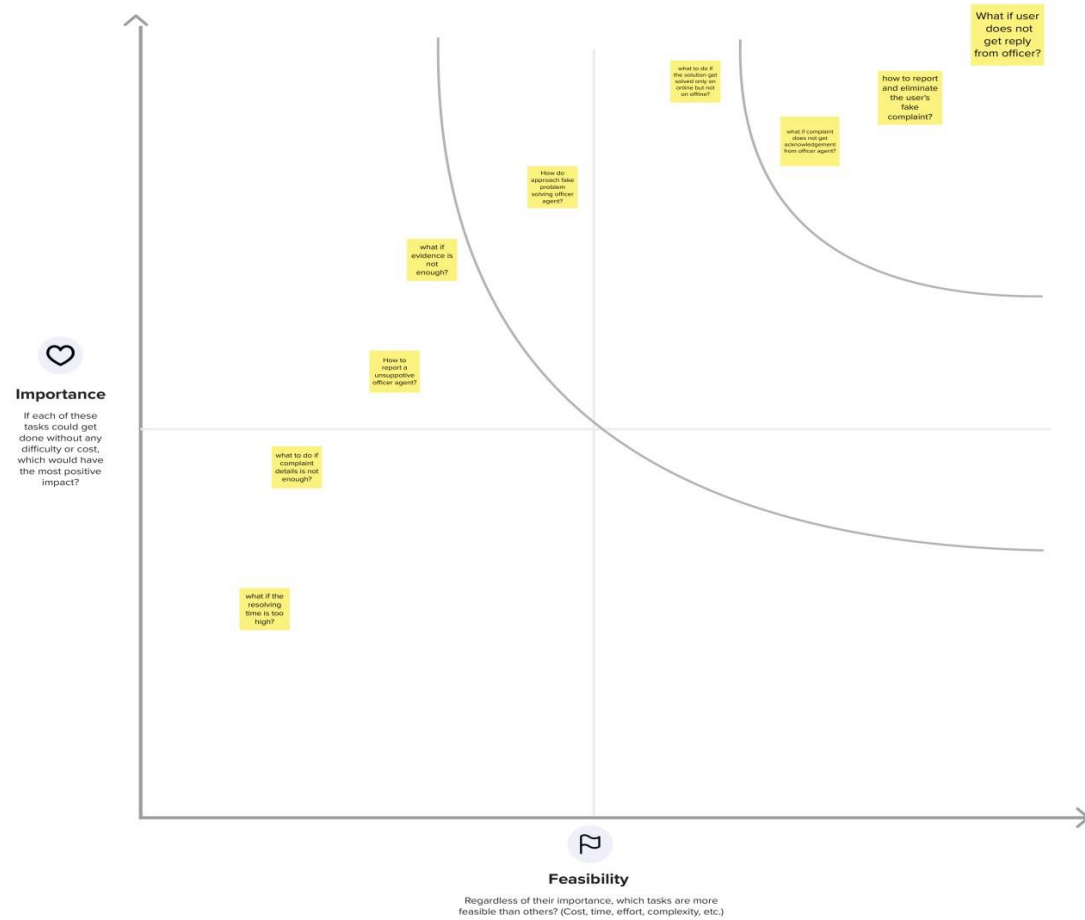 What if user
does not
get reply
from officer?
what to do if
the solution get
solved only on
online but not
on offline?
how to report
and eliminate
the user's
fake
complaint?
what if complaint
does not get
acknowledgement
from officer agent?
How do
approach fake
problem
solving officer
agent?
what if
evidence is
not
enough?
How to
report a
unsuppotive
officer agent?
Importance
If each of these
tasks could get
done without any
difficulty or cost,
which would have
the most positive
impact?
what to do if
complaint
details is not
enough?
what if the
resolving
time is too
high?
Feasibility
Regardless of their importance, which tasks are more
feasible than others? (Cost, time, effort, complexity, etc.)